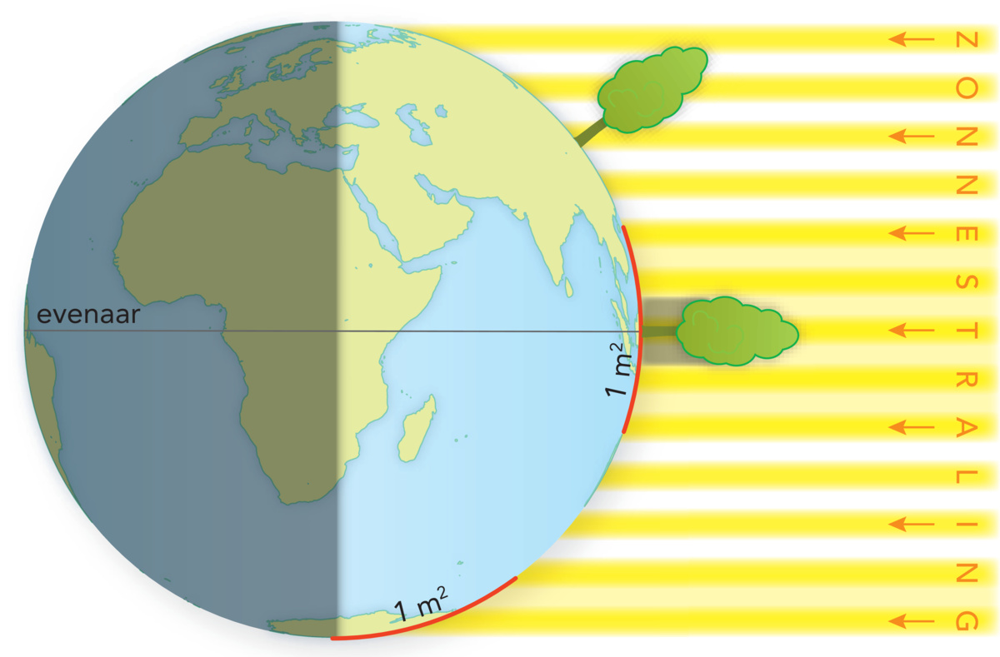 ZONNESTRALING
evenaar
1 m²
1 m²